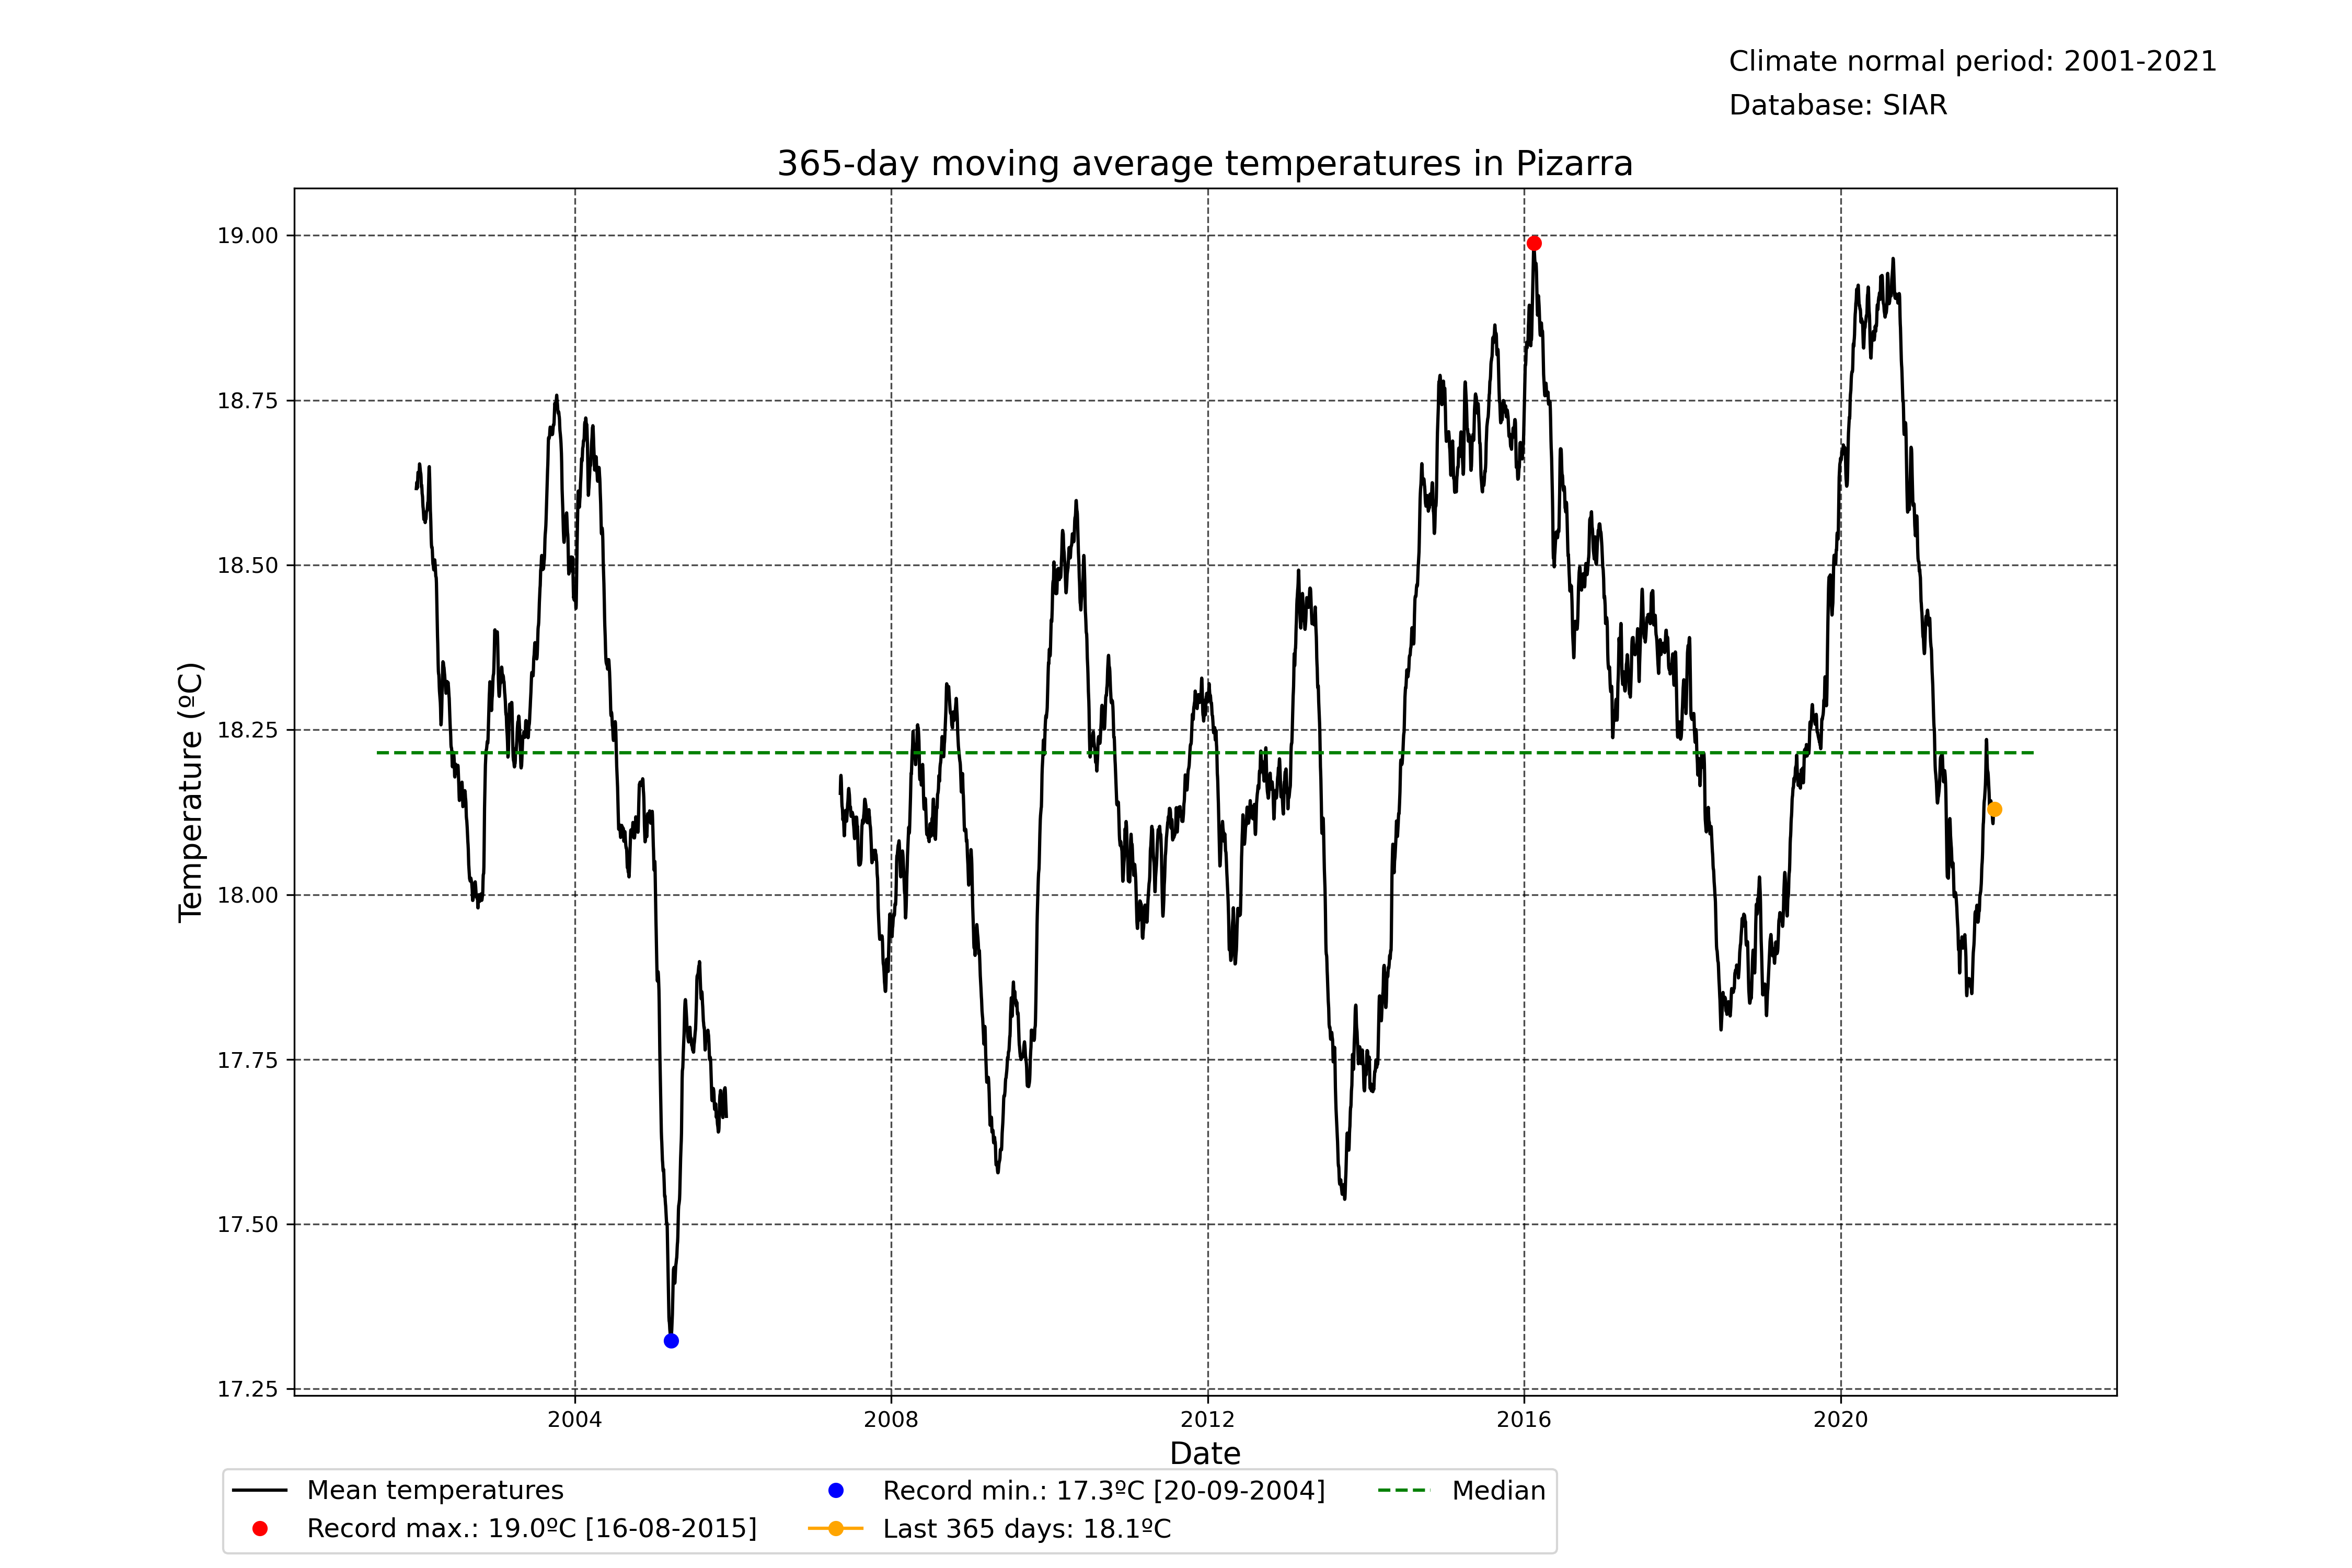 Climate normal period: 2001-2021
Database: SIAR
365-day moving average temperatures in Pizarra
19.00
18.75
18.50
18.25
18.00
17.75
17.50
17.25
Temperature (ºC)
2004 2008 2012 2016 2020
Date
Mean temperatures
Record max.: 19.0ºC [16-08-2015]
Record min.: 17.3ºC [20-09-2004]
Last 365 days: 18.1ºC
Median